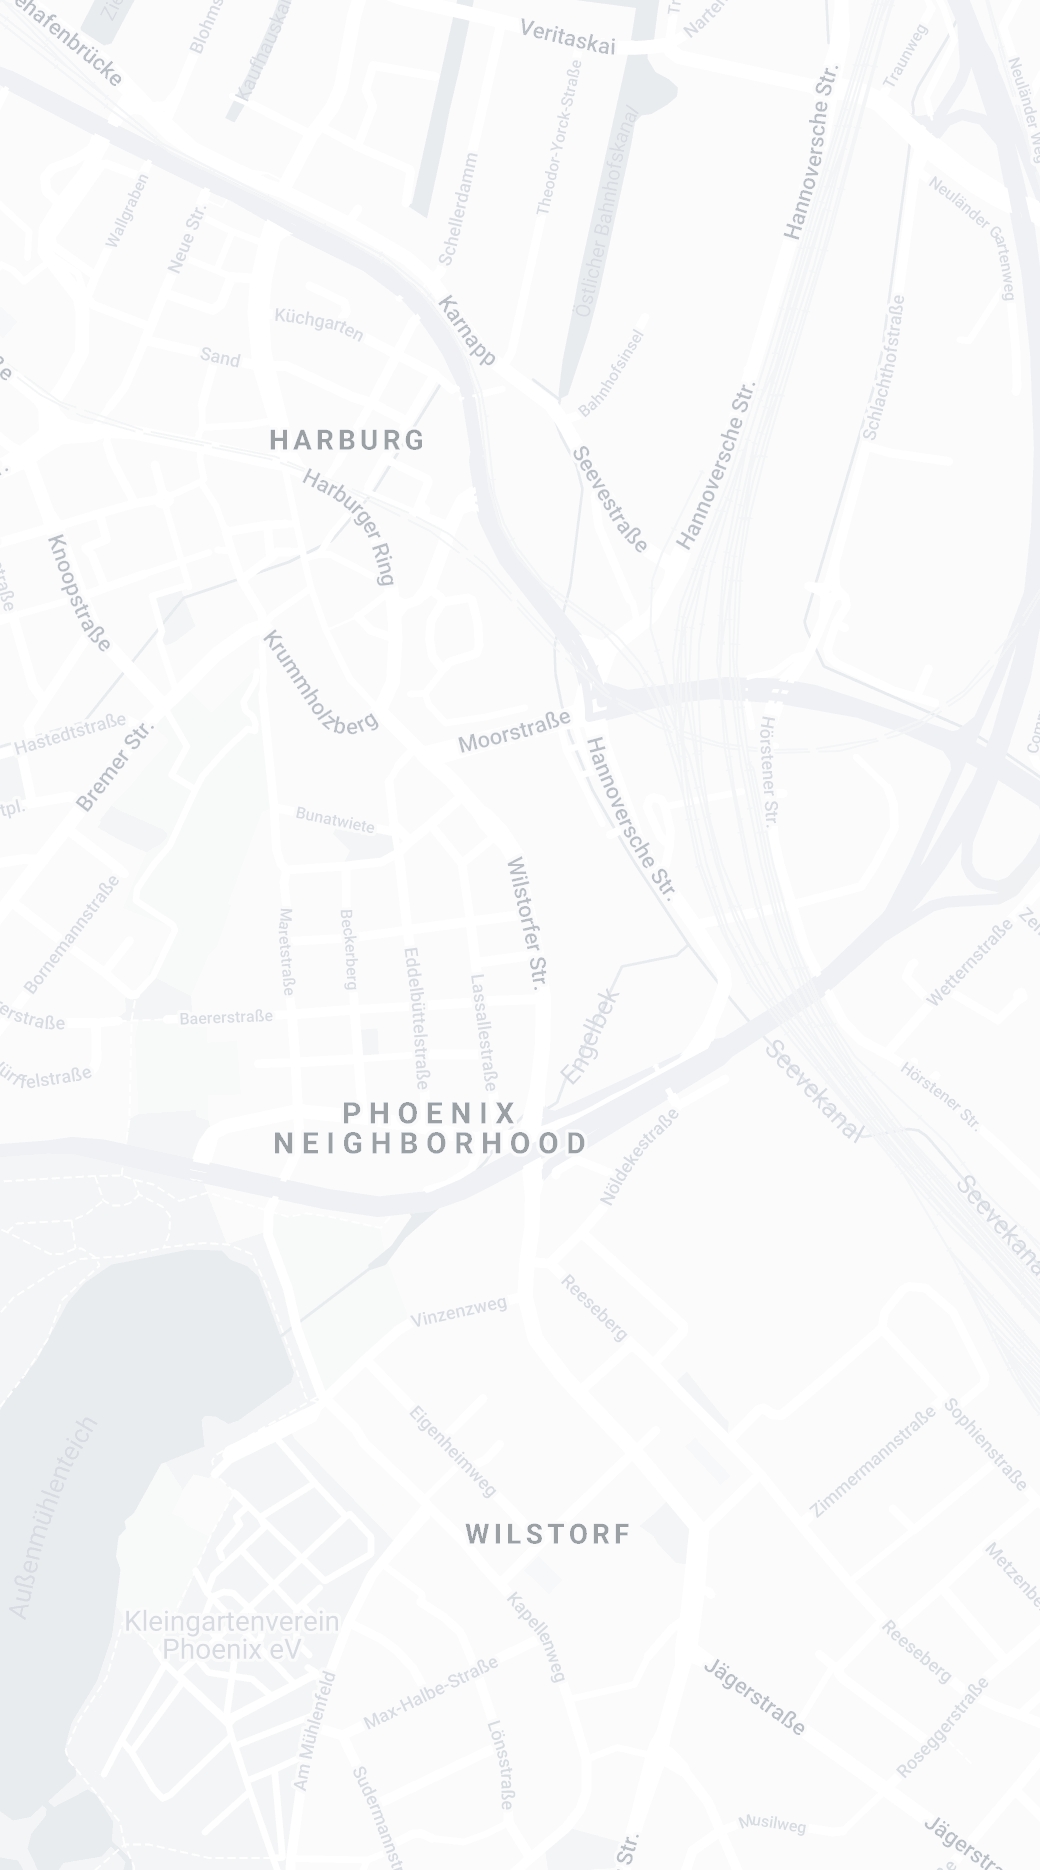 Veritaskai
Theodor-Yorck-Straße
Östlicher Bahnhofskanal
Hannoversche Str.
Traunweg
Neuländer Gartenweg
Wallgraben
Neue Str.
Schellerdamm
Küchgarten
Sand
Karnapp
Bahnhofsinsel
Schlachthofstraße
HARBURG
Harburger Ring
Seevestraße
Hannoversche Str.
Knoopstraße
Krummholzberg
Hastedtstraße
Bremer Str.
Moorstraße
Hörstener Str.
Hannoversche Str.
Bunatwiete
Wilstorfer Str.
Bornemannstraße
Maretstraße
Beckerberg
Eddelbüttelstraße
Lassallestraße
Wetternstraße
Baererstraße
Engelbek
Seevekanal
Hörstener Str.
PHOENIX
NEIGHBORHOOD
Nöldekestraße
Vinzenzweg
Reeseberg
Außenmühlenteich
Eigenheimweg
Zimmermannstraße
Sophienstraße
WILSTORF
Kleingartenverein
Phoenix eV
Kapellenweg
Reeseberg
Max-Halbe-Straße
Jägerstraße
Am Mühlenfeld
Lönsstraße
Roseggerstraße
Nusilweg
Str.